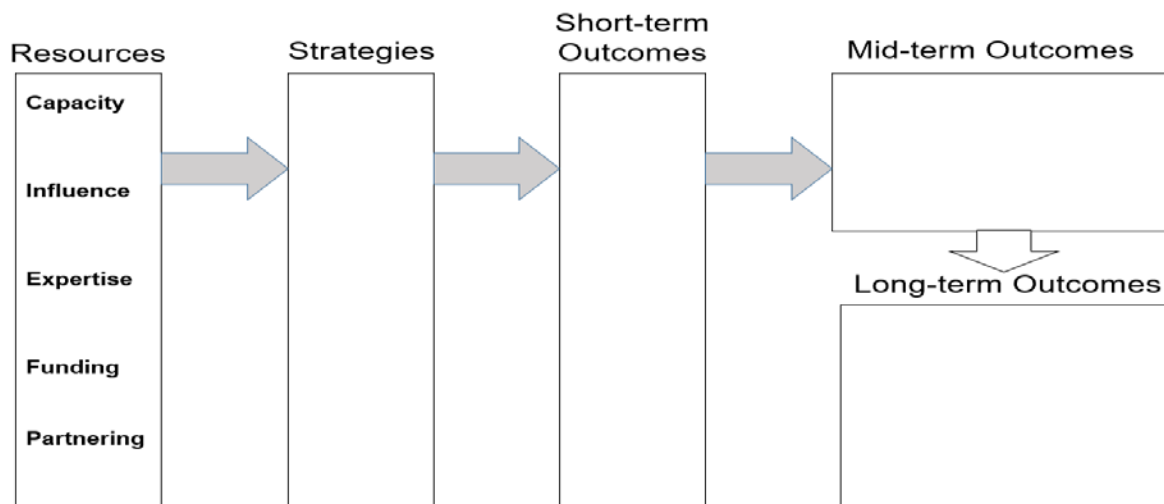 Resources
Capacity
Influence
Expertise
Funding
Partnering
Strategies
Short-term
Outcomes
Mid-term Outcomes
Long-term Outcomes